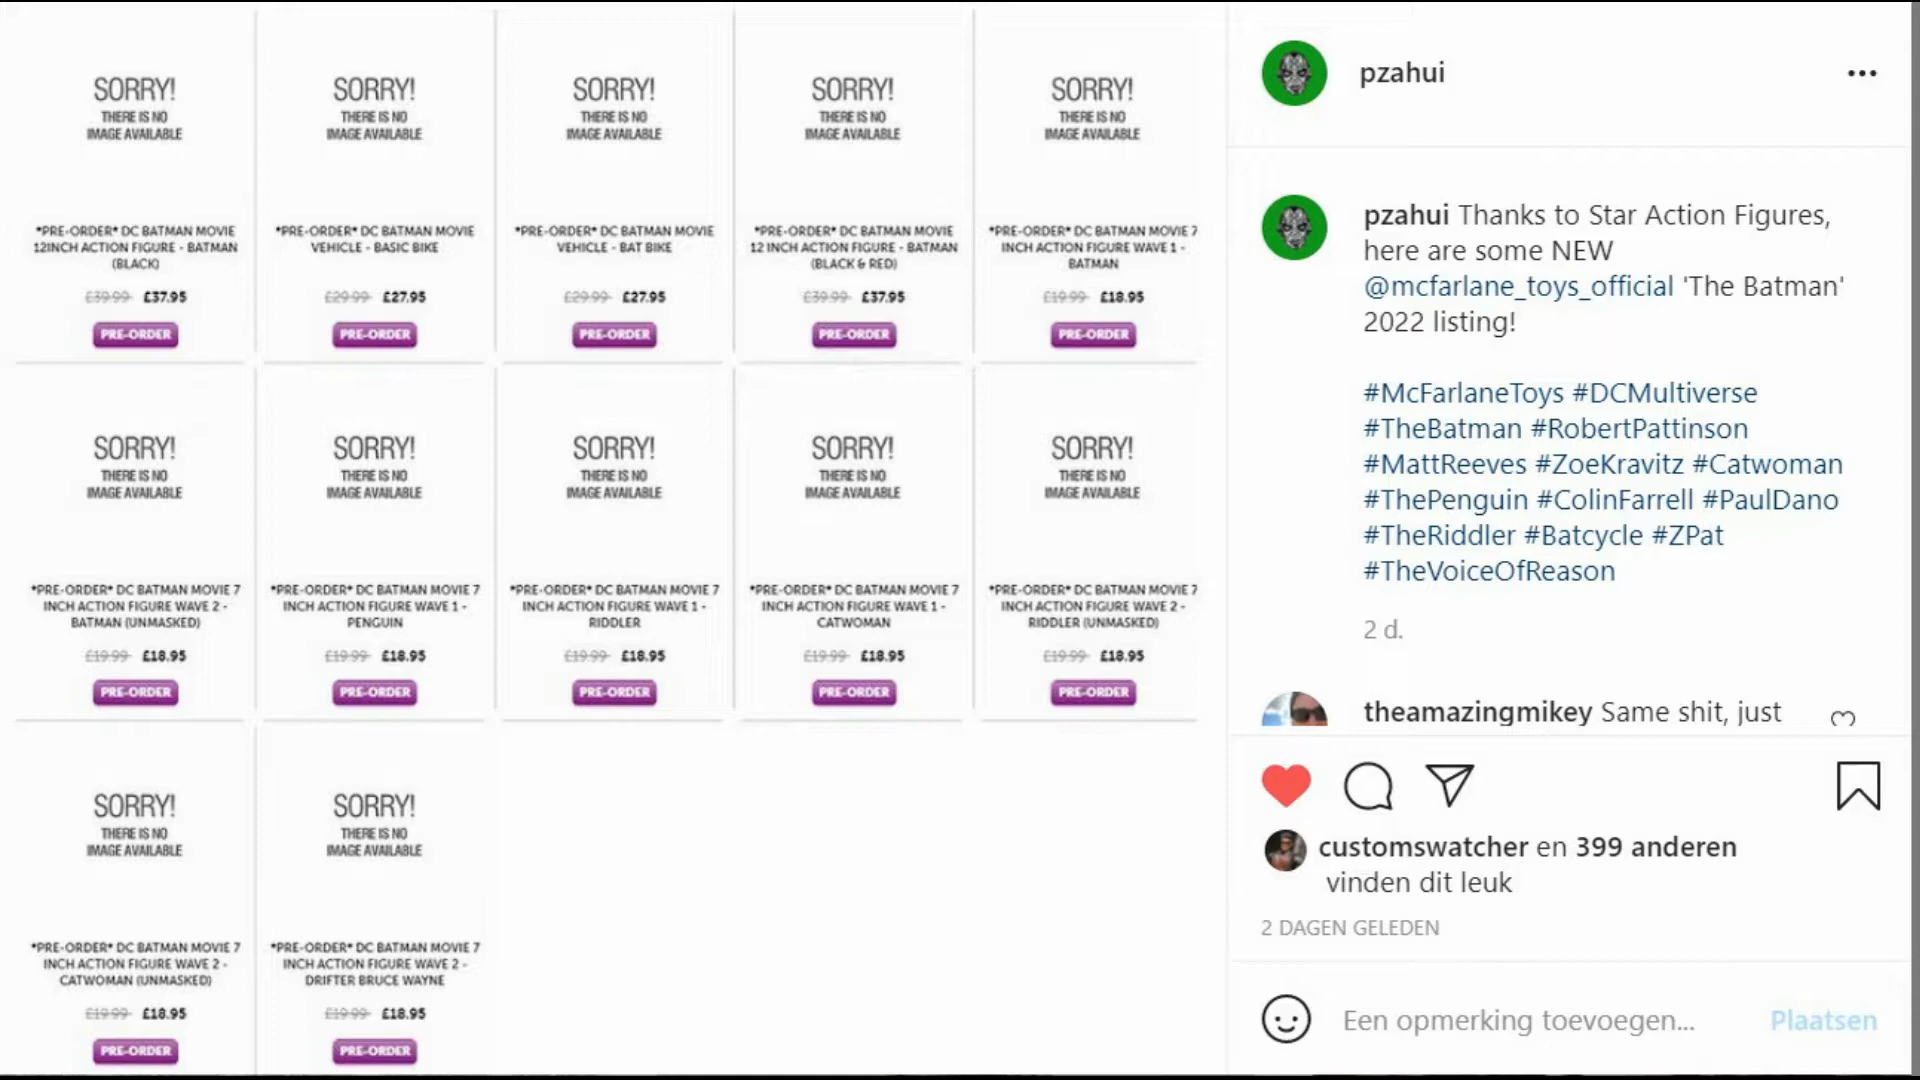 SORRY!
THERE IS NO
IMAGE AVAILABLE
*PRE-ORDER* DC BATMAN MOVIE
12INCH ACTION FIGURE - BATMAN
(BLACK)
£39.99 £37.95
PRE-ORDER
SORRY!
THERE IS NO
IMAGE AVAILABLE
*PRE-ORDER* DC BATMAN MOVIE
VEHICLE - BASIC BIKE
£29.99 £27.95
PRE-ORDER
SORRY!
THERE IS NO
IMAGE AVAILABLE
*PRE-ORDER* DC BATMAN MOVIE
VEHICLE - BAT BIKE
£29.99 £27.95
PRE-ORDER
SORRY!
THERE IS NO
IMAGE AVAILABLE
*PRE-ORDER* DC BATMAN MOVIE
12 INCH ACTION FIGURE - BATMAN
(BLACK & RED)
£39.99 £37.95
PRE-ORDER
SORRY!
THERE IS NO
IMAGE AVAILABLE
*PRE-ORDER* DC BATMAN MOVIE 7
INCH ACTION FIGURE WAVE 1 -
BATMAN
£19.99 £18.95
PRE-ORDER
SORRY!
THERE IS NO
IMAGE AVAILABLE
*PRE-ORDER* DC BATMAN MOVIE 7
INCH ACTION FIGURE WAVE 2 -
BATMAN (UNMASKED)
£19.99 £18.95
PRE-ORDER
SORRY!
THERE IS NO
IMAGE AVAILABLE
*PRE-ORDER* DC BATMAN MOVIE 7
INCH ACTION FIGURE WAVE 1 -
PENGUIN
£19.99 £18.95
PRE-ORDER
SORRY!
THERE IS NO
IMAGE AVAILABLE
*PRE-ORDER* DC BATMAN MOVIE 7
INCH ACTION FIGURE WAVE 1 -
RIDDLER
£19.99 £18.95
PRE-ORDER
SORRY!
THERE IS NO
IMAGE AVAILABLE
*PRE-ORDER* DC BATMAN MOVIE 7
INCH ACTION FIGURE WAVE 1 -
CATWOMAN
£19.99 £18.95
PRE-ORDER
SORRY!
THERE IS NO
IMAGE AVAILABLE
*PRE-ORDER* DC BATMAN MOVIE 7
INCH ACTION FIGURE WAVE 2 -
RIDDLER (UNMASKED)
£19.99 £18.95
PRE-ORDER
SORRY!
THERE IS NO
IMAGE AVAILABLE
*PRE-ORDER* DC BATMAN MOVIE 7
INCH ACTION FIGURE WAVE 2 -
CATWOMAN (UNMASKED)
£19.99 £18.95
PRE-ORDER
SORRY!
THERE IS NO
IMAGE AVAILABLE
*PRE-ORDER* DC BATMAN MOVIE 7
INCH ACTION FIGURE WAVE 2 -
DRIFTER BRUCE WAYNE
£19.99 £18.95
PRE-ORDER
pzahui
pzahui Thanks to Star Action Figures,
here are some NEW
@mcfarlane_toys_official 'The Batman'
2022 listing!
#McFarlaneToys #DCMultiverse
#TheBatman #RobertPattinson
#MattReeves #ZoeKravitz #Catwoman
#ThePenguin #ColinFarrell #PaulDano
#TheRiddler #Batcycle #ZPat
#TheVoiceOfReason
2 d.
theamazingmikey Same shit, just
customswatcher en 399 anderen
vinden dit leuk
2 DAGEN GELEDEN
Een opmerking toevoegen...
Plaatsen